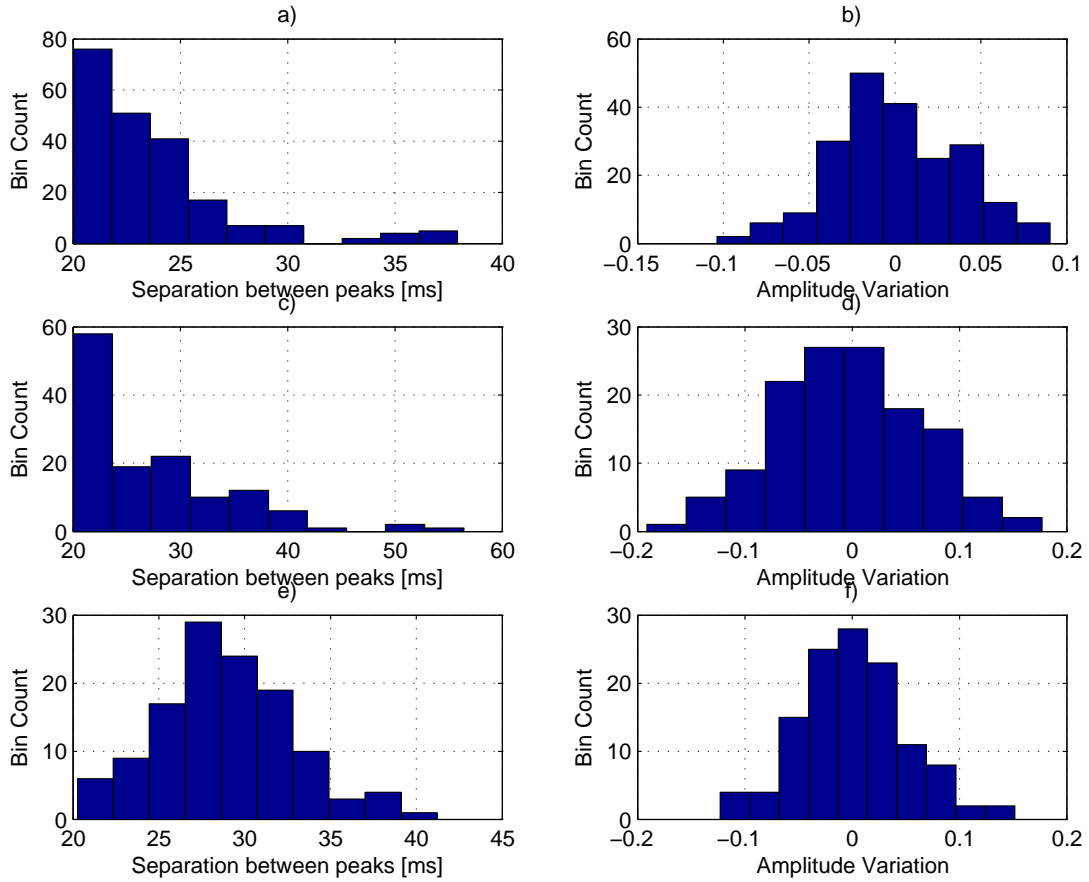 a)
80
60
40
20
0
Bin Count
20 25 30 35 40
Separation between peaks [ms]
b)
60
40
20
0
Bin Count
−0.15 −0.1 −0.05 0 0.05 0.1
Amplitude Variation
c)
60
40
20
0
Bin Count
20 30 40 50 60
Separation between peaks [ms]
d)
30
20
10
0
Bin Count
−0.2 −0.1 0 0.1 0.2
Amplitude Variation
e)
30
20
10
0
Bin Count
20 25 30 35 40 45
Separation between peaks [ms]
f)
30
20
10
0
Bin Count
−0.2 −0.1 0 0.1 0.2
Amplitude Variation